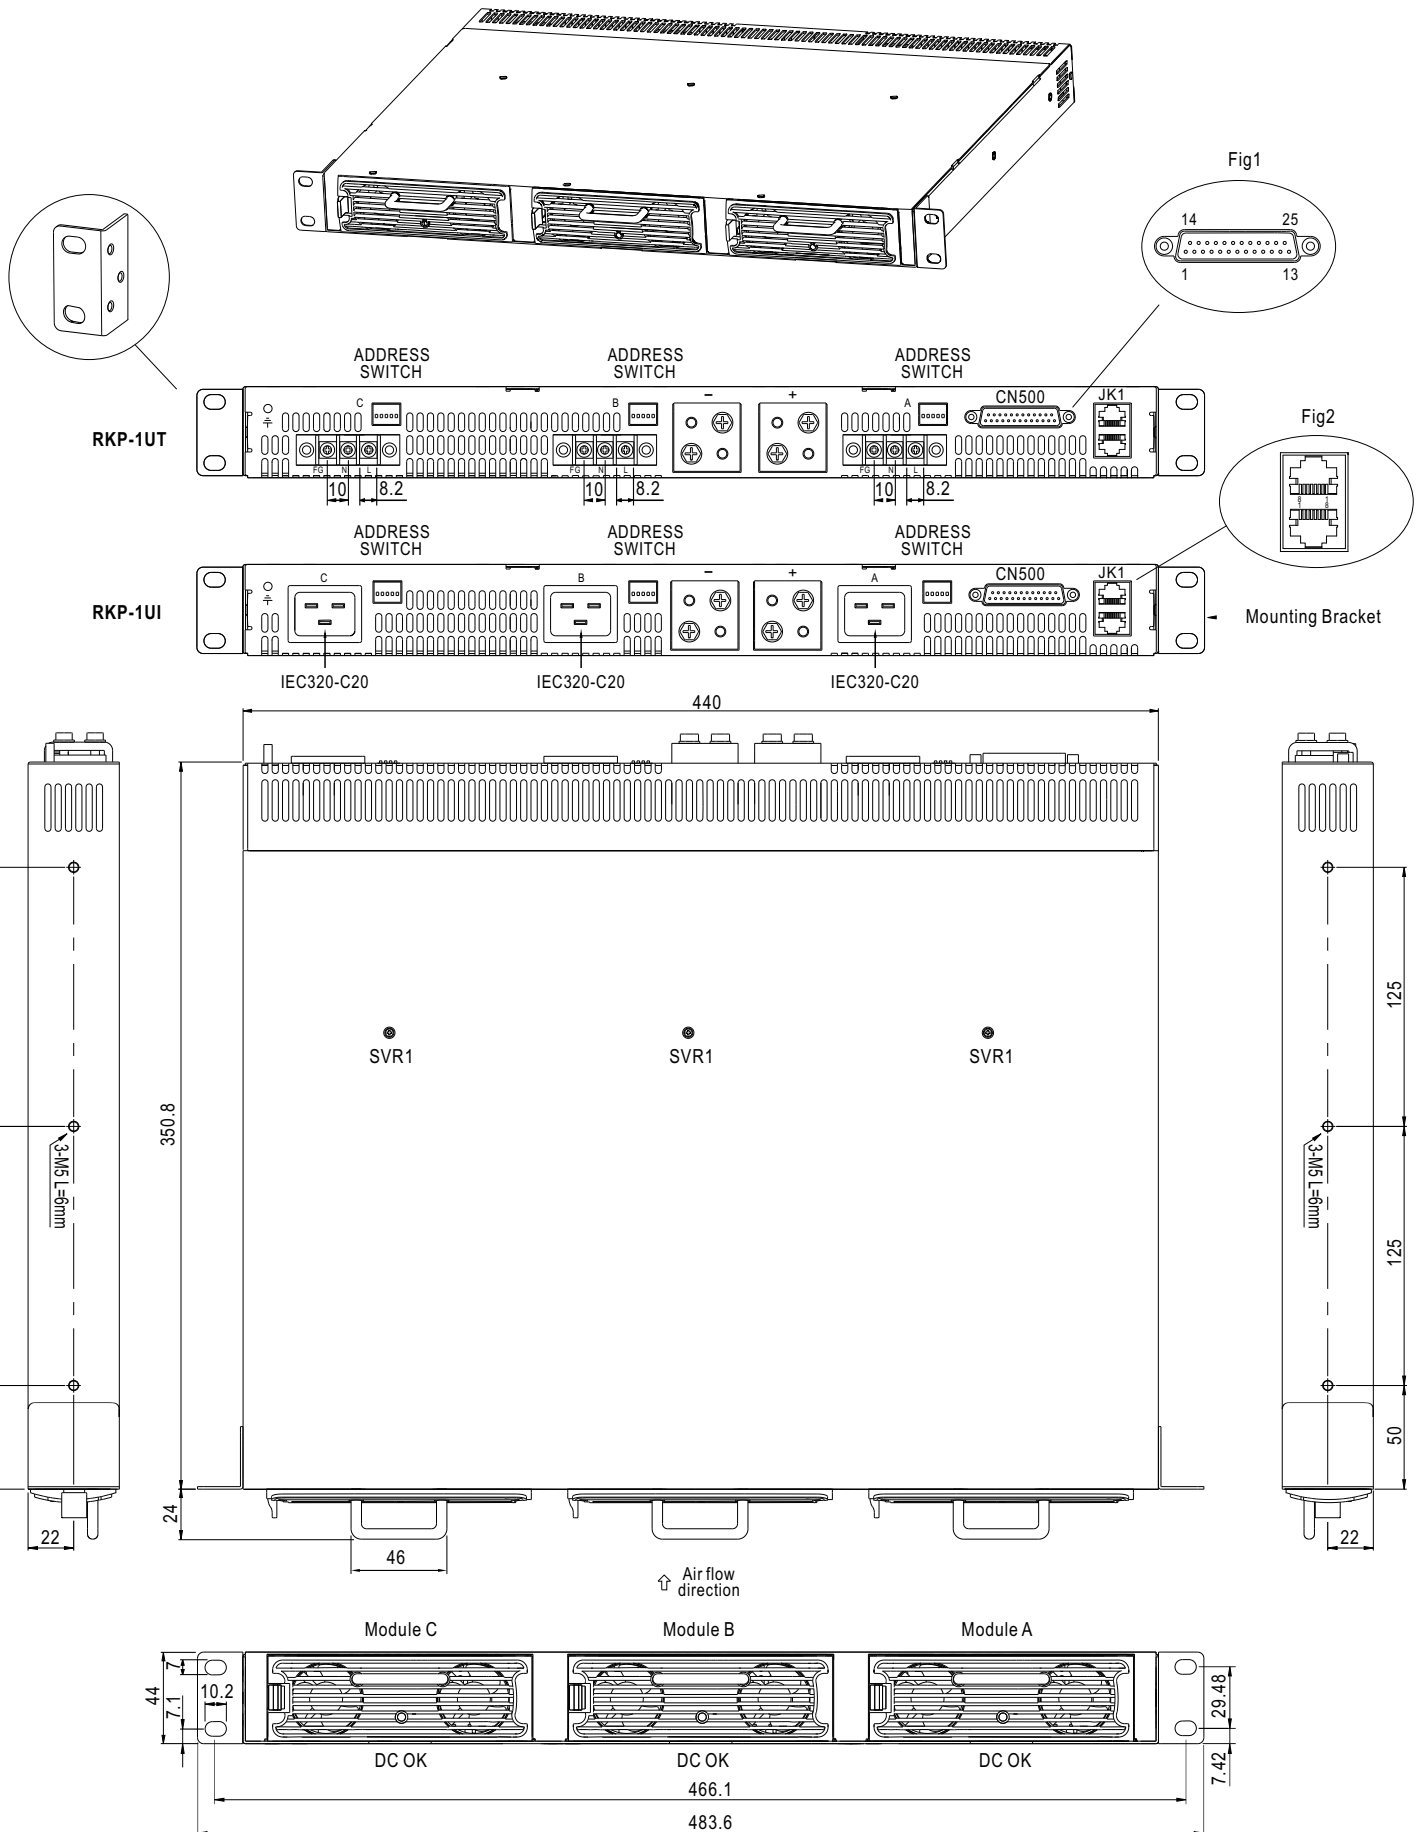 Fig1
14 25
1 13
ADDRESS ADDRESS ADDRESS
SWITCH SWITCH SWITCH
C B - + A CN500 JK1
RKP-1UT
FG N L FG N L FG N L
10 8.2 10 8.2 10 8.2
Fig2
8 1
1 8
ADDRESS ADDRESS ADDRESS
SWITCH SWITCH SWITCH
C B - + A CN500 JK1
RKP-1UI
Mounting Bracket
IEC320-C20 IEC320-C20 IEC320-C20
440
125
SVR1 SVR1 SVR1
350.8
3-M5 L=6mm 3-M5 L=6mm
125
50
24
22 46 22
Air flow
direction
Module C Module B Module A
7
44 10.2 29.48
7.1
DC OK DC OK DC OK
7.42
466.1
483.6